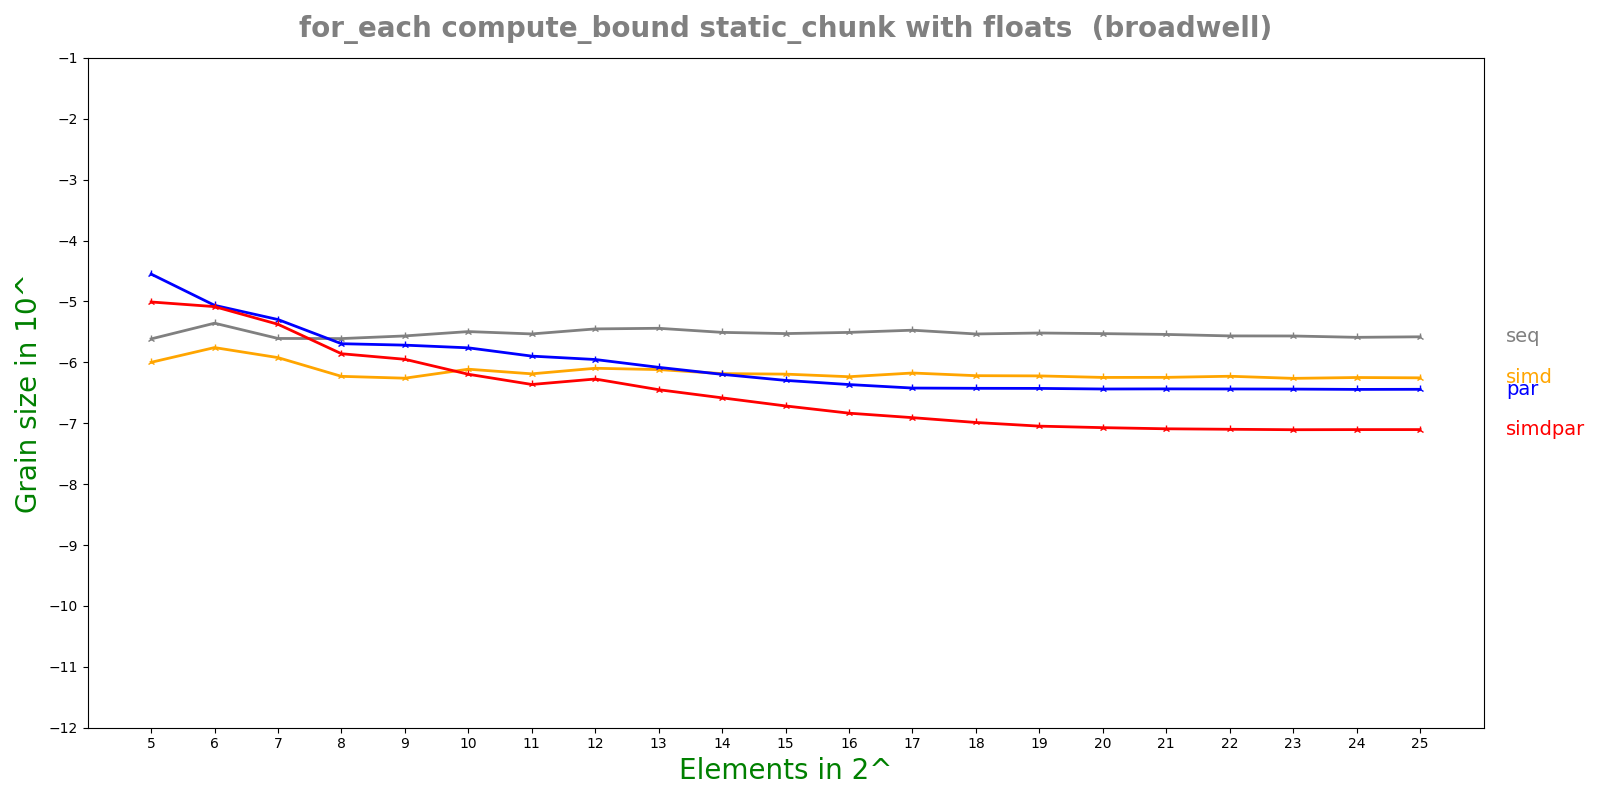 for_each compute_bound static_chunk with floats  (broadwell)
Grain size in 10^
−1
−2
−3
−4
−5
−6
−7
−8
−9
−10
−11
−12
seq
simd
par
simdpar
5 6 7 8 9 10 11 12 13 14 15 16 17 18 19 20 21 22 23 24 25
Elements in 2^